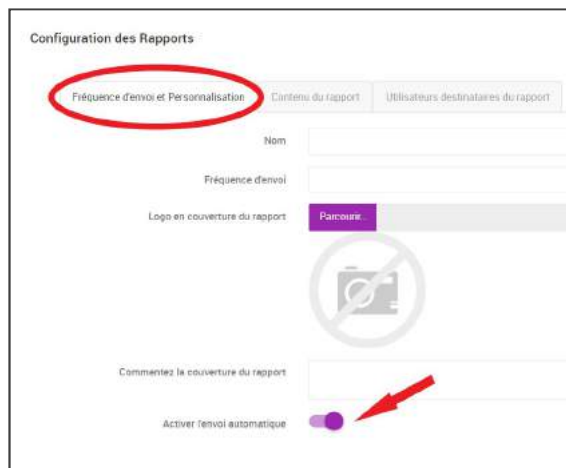 Configuration des Rapports
Fréquence d'envoi et Personnalisation Contenu du rapport Utilisateurs destinataires du rapport
Nom
Fréquence d'envoi
Logo en couverture du rapport Parcourir...
Commentez la couverture du rapport
Activer l'envoi automatique